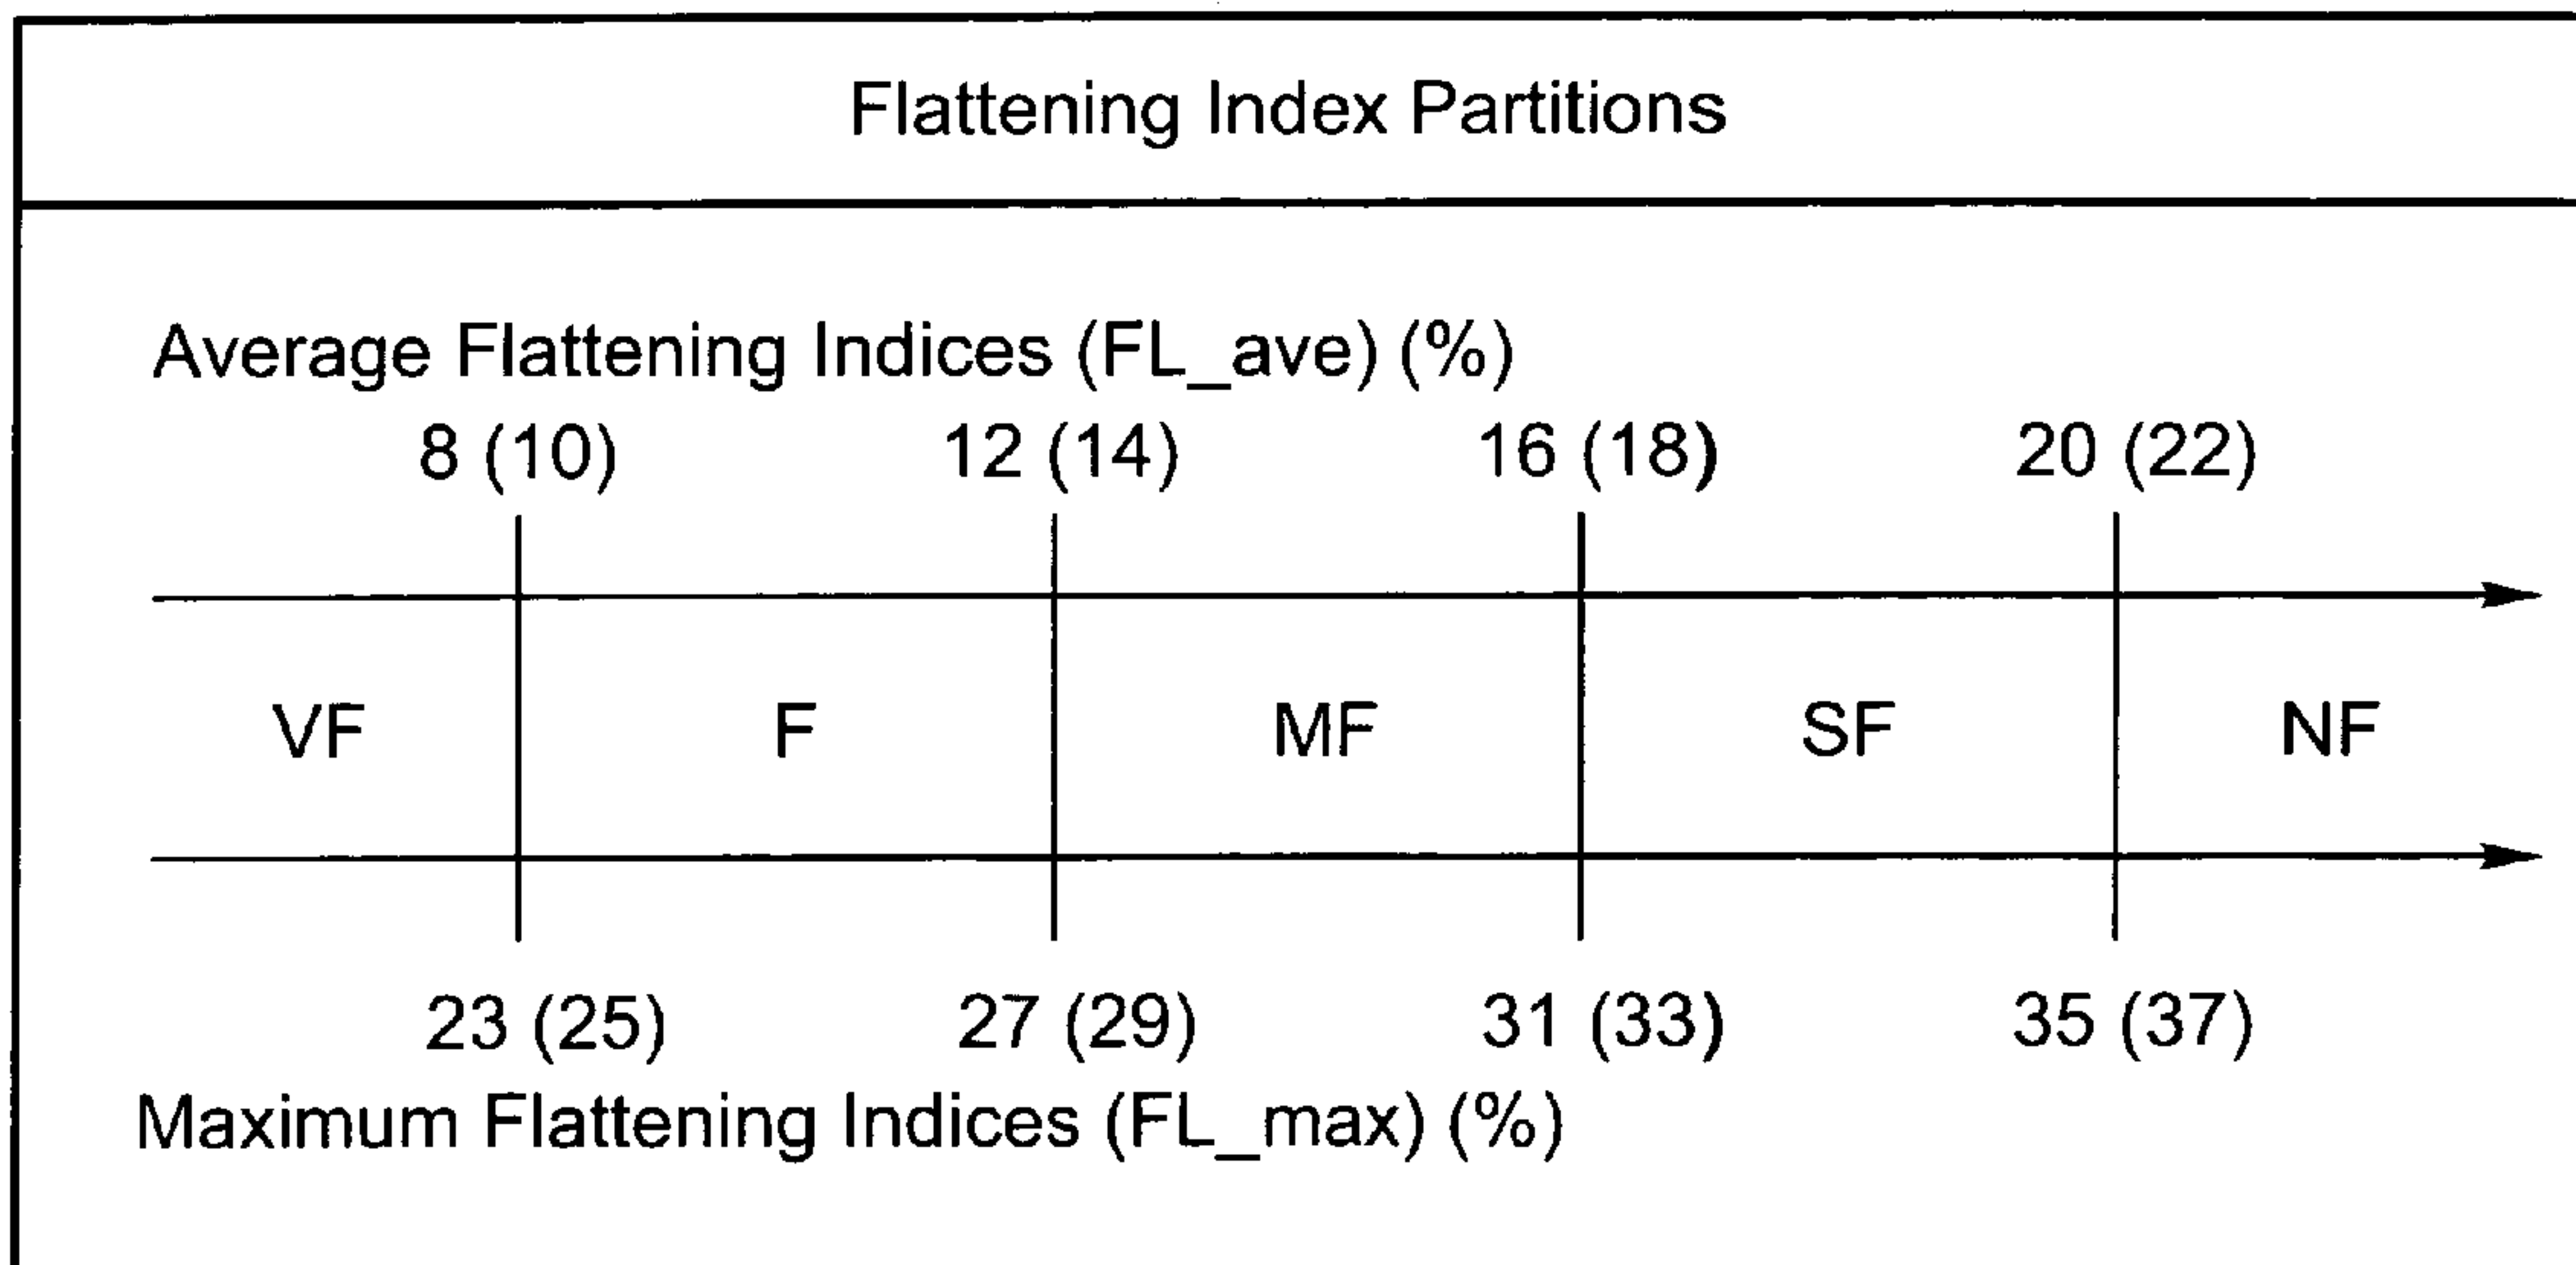 Flattening Index Partitions
Average Flattening Indices (FL_ave) (%)
8 (10) 12 (14) 16 (18) 20 (22)
VF F MF SF NF
23 (25) 27 (29) 31 (33) 35 (37)
Maximum Flattening Indices (FL_max) (%)